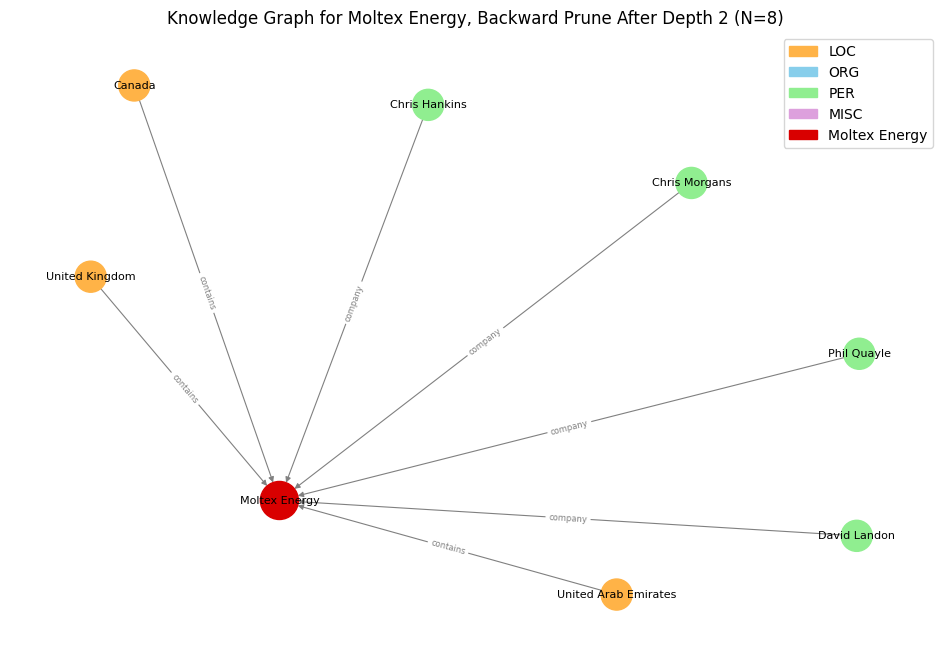 Knowledge Graph for Moltex Energy, Backward Prune After Depth 2 (N=8)
LOC
ORG
PER
MISC
Moltex Energy
Canada
Chris Hankins
Chris Morgans
United Kingdom
contains
company
company
Phil Quayle
contains
company
Moltex Energy
company
David Landon
contains
United Arab Emirates